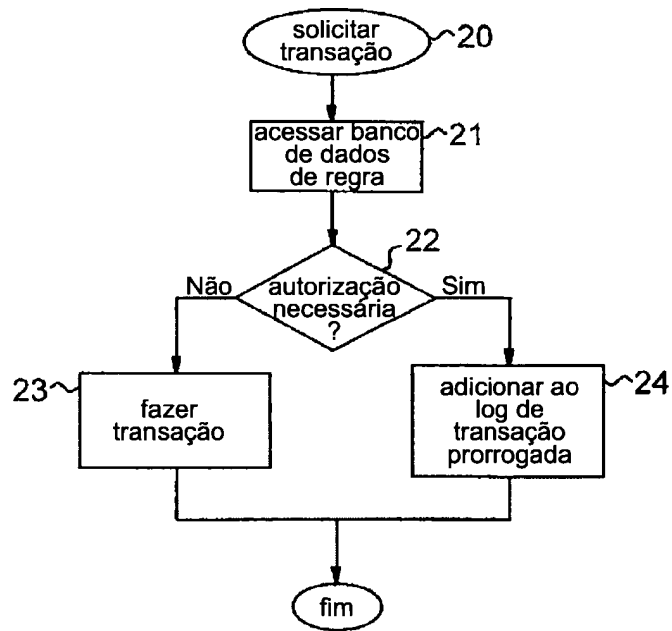 solicitar
transação
20
acessar banco
de dados
de regra
21
22
Não
autorização
necessária
?
Sim
23
fazer
transação
adicionar ao
log de
transação
prorrogada
24
fim